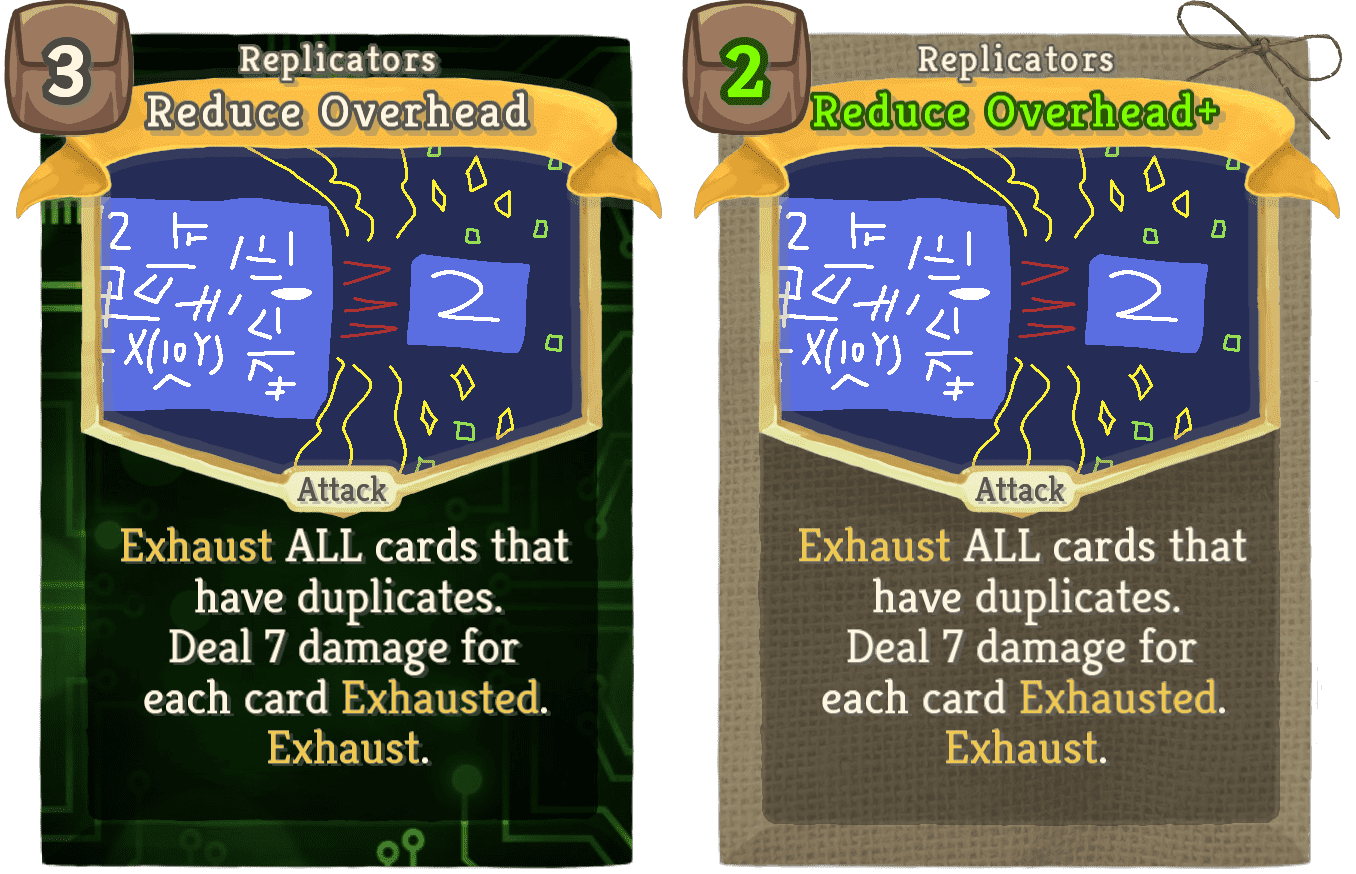 3
Replicators
Reduce Overhead
2
X(10Y)
2
Attack
Exhaust ALL cards that
have duplicates.
Deal 7 damage for
each card Exhausted.
Exhaust.
2
Replicators
Reduce Overhead+
2
X(10Y)
2
Attack
Exhaust ALL cards that
have duplicates.
Deal 7 damage for
each card Exhausted.
Exhaust.